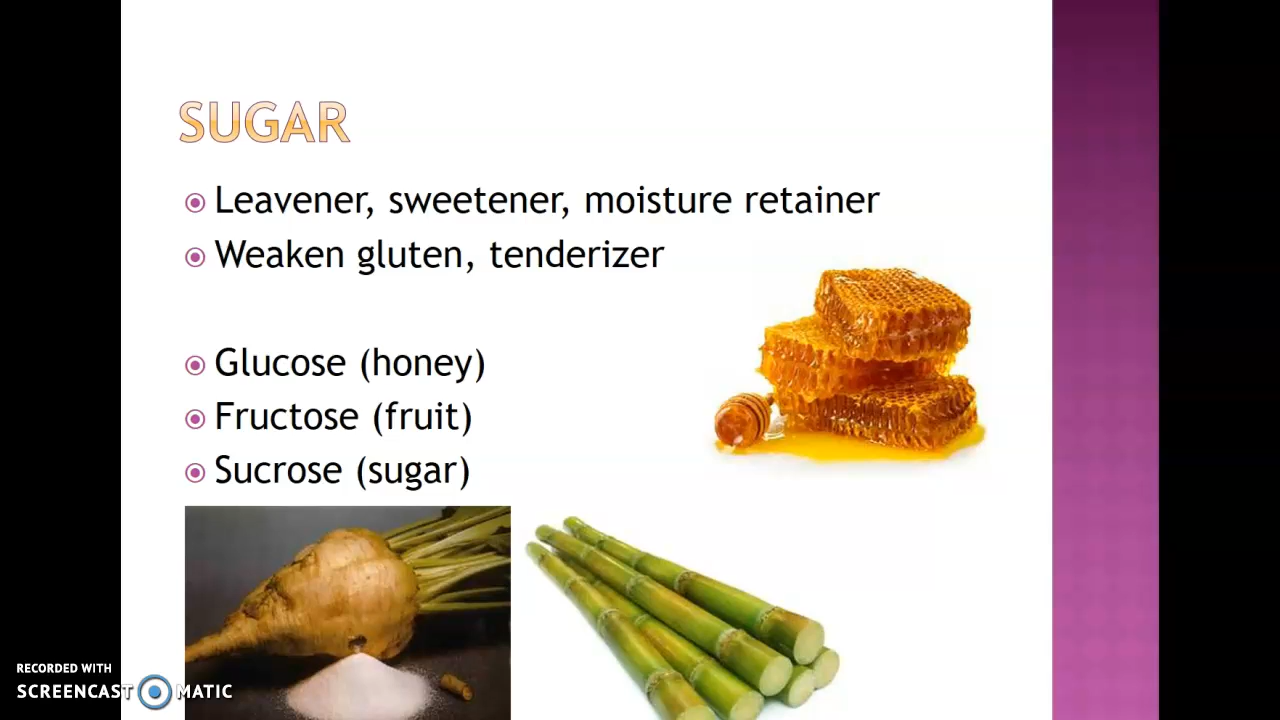 SUGAR
Leavener, sweetener, moisture retainer
Weaken gluten, tenderizer
Glucose (honey)
Fructose (fruit)
Sucrose (sugar)
RECORDED WITH
SCREENCAST MATIC